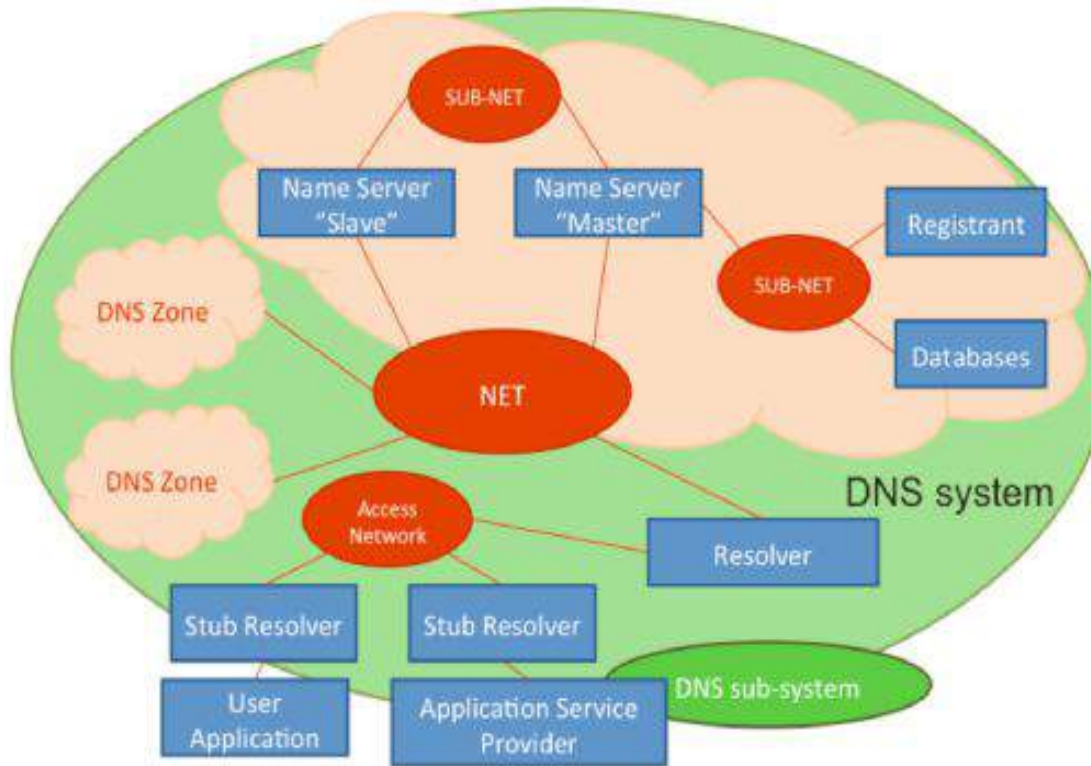 SUB-NET
Name Server
“Slave”
Name Server
“Master”
Registrant
SUB-NET
DNS Zone
Databases
NET
DNS Zone
DNS system
Access
Network
Resolver
Stub Resolver
Stub Resolver
DNS sub-system
User
Application
Application Service
Provider